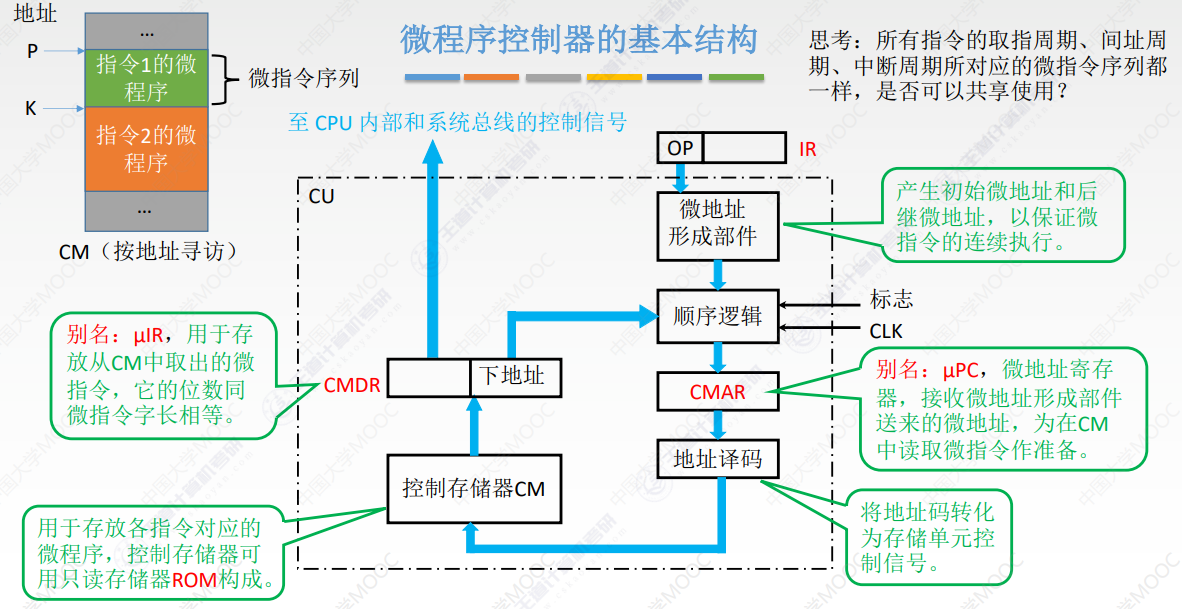 地址
...
P
指令1的微
程序
微指令序列
K
指令2的微
程序
...
CM（按地址寻访）
微程序控制器的基本结构
思考：所有指令的取指周期、间址周
期、中断周期所对应的微指令序列都
一样，是否可以共享使用？
至 CPU 内部和系统总线的控制信号
OP
IR
CU
微地址
形成部件
产生初始微地址和后
继微地址，以保证微
指令的连续执行。
顺序逻辑
标志
CLK
别名：μIR，用于存
放从CM中取出的微
指令，它的位数同
微指令字长相等。
CMDR
下地址
CMAR
别名：μPC，微地址寄存
器，接收微地址形成部件
送来的微地址，为在CM
中读取微指令作准备。
地址译码
控制存储器CM
用于存放各指令对应的
微程序，控制存储器可
用只读存储器ROM构成。
将地址码转化
为存储单元控
制信号。